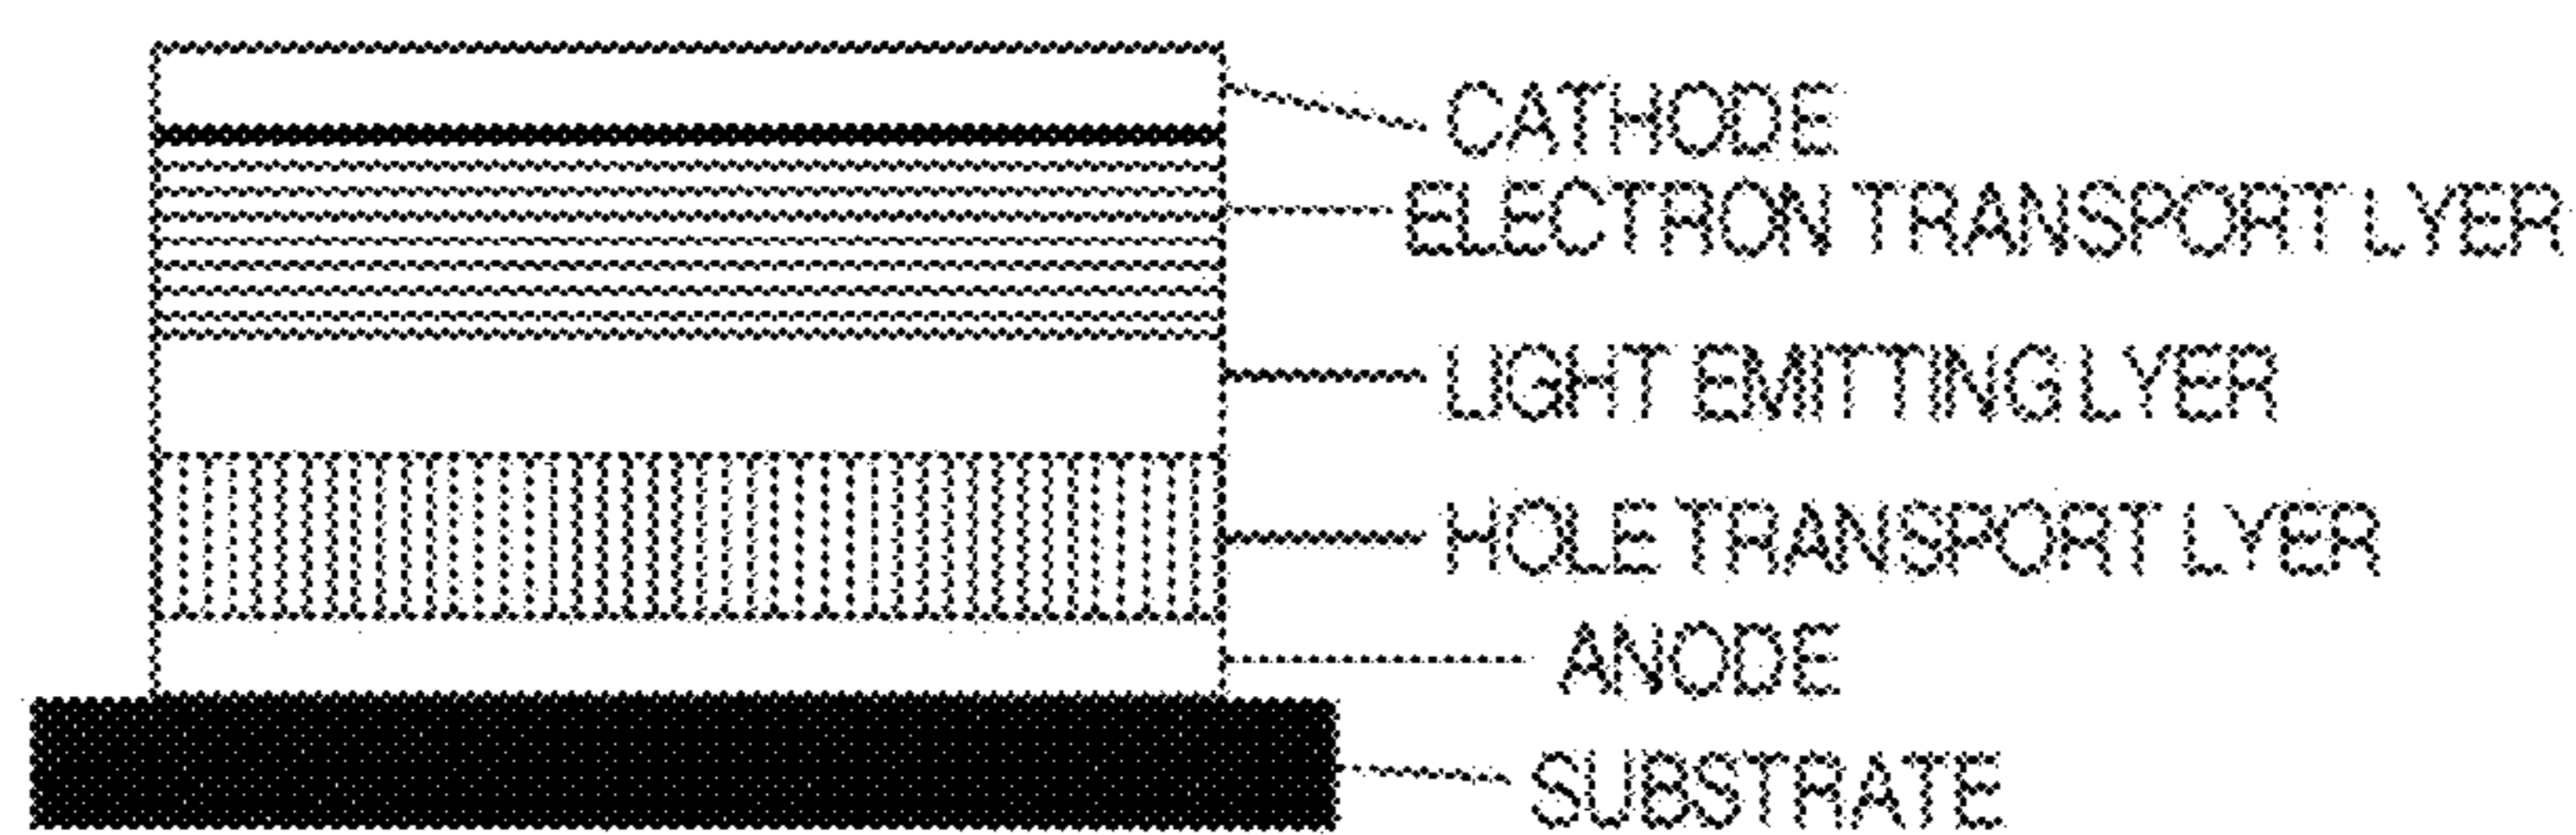 CATHODE
ELECTRON TRANSPORT LYER
LIGHT EMITTING LYER
HOLE TRANSPORT LYER
ANODE
SUBSTRATE